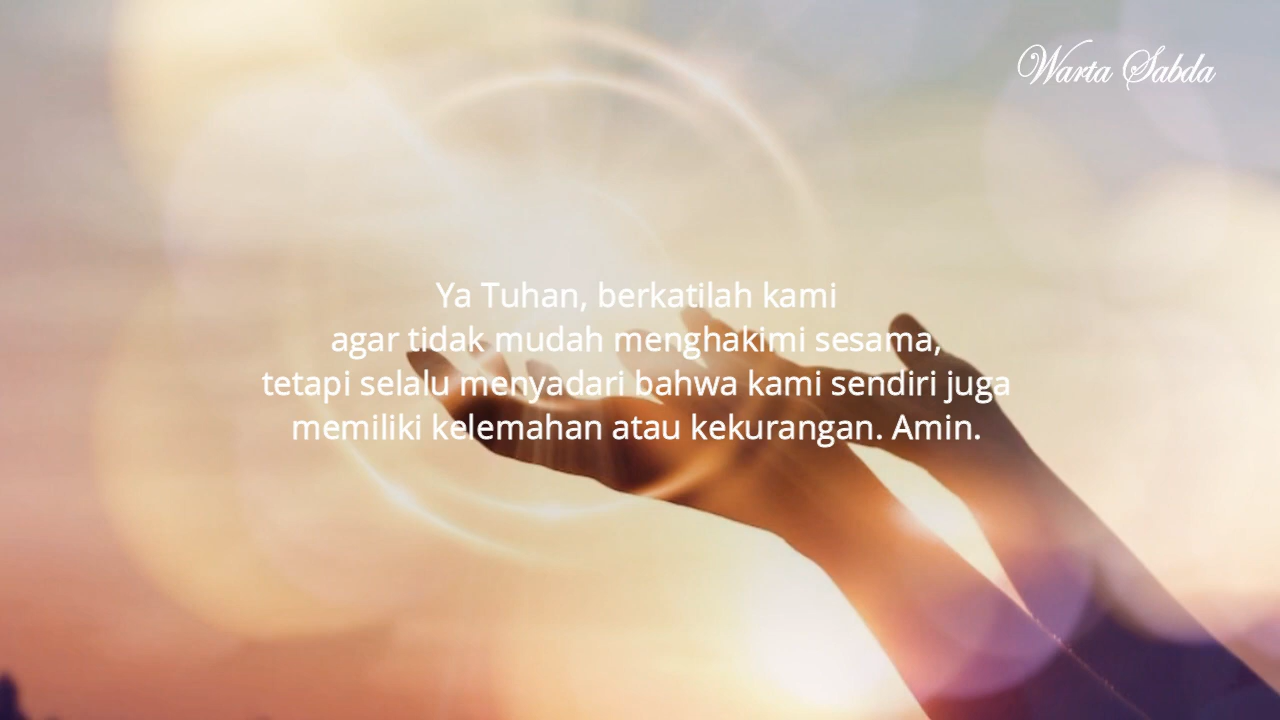 Warta Sabda
Ya Tuhan, berkatilah kami
agar tidak mudah menghakimi sesama,
tetapi selalu menyadari bahwa kami sendiri juga
memiliki kelemahan atau kekurangan. Amin.